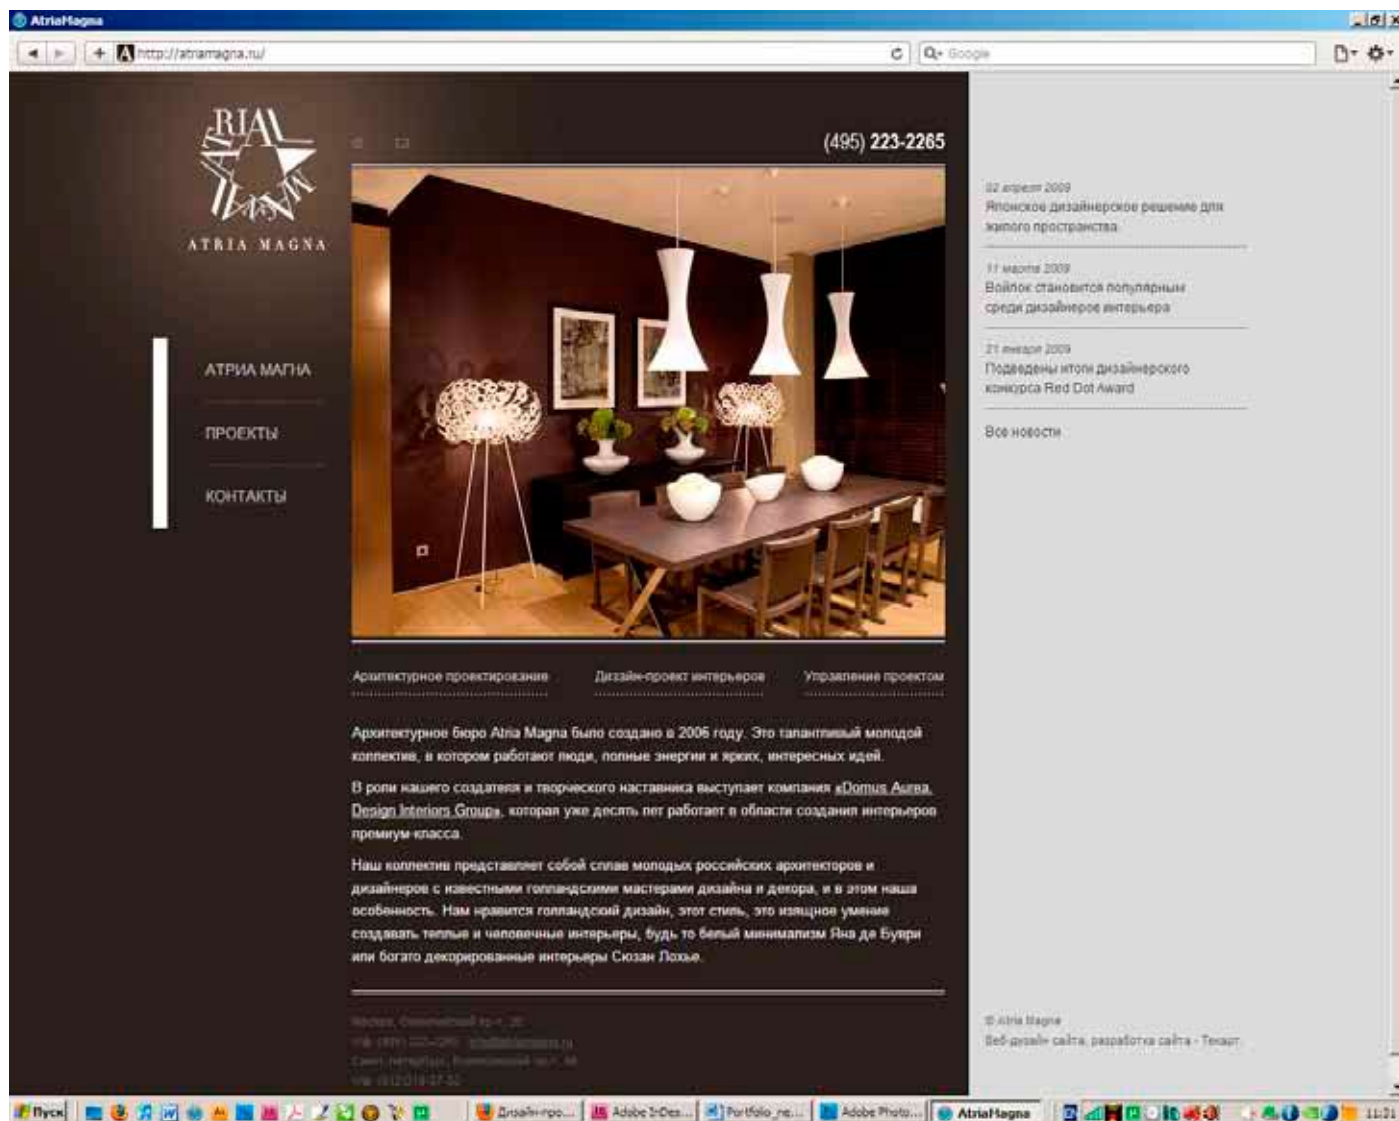 AtriaMagna
http://atriamagna.ru/
Google
ATRIA MAGNA
ATRIA MAGNA
(495) 223-2265
АТРИА МАГНА
ПРОЕКТЫ
КОНТАКТЫ
Архитектурное проектирование
Дизайн-проект интерьеров
Управление проектом
Архитектурное бюро Atria Magna было создано в 2006 году. Это талантливый молодой
коллектив, в котором работают люди, полные энергии и ярких, интересных идей.
В роли нашего создателя и творческого наставника выступает компания «Domus Aurea.
Design Interiors Group», которая уже десять лет работает в области создания интерьеров
премиум-класса.
Наш коллектив представляет собой сплав молодых российских архитекторов и
дизайнеров с известными голландскими мастерами дизайна и декора, и в этом наша
особенность. Нам нравится голландский дизайн, этот стиль, это изящное умение
создавать теплые и человечные интерьеры, будь то белый минимализм Яна де Буври
или богато декорированные интерьеры Сюзан Лохье.
02 апреля 2009
Японское дизайнерское решение для
жилого пространства
11 марта 2009
Войлок становится популярным
среди дизайнеров интерьера
21 января 2009
Подведены итоги дизайнерского
конкурса Red Dot Award
Все новости
© Atria Magna
Веб-дизайн сайта, разработка сайта - Текарт.
Пуск
Дизайн-про...
Adobe InDes...
Portfolio_ne...
Adobe Photo...
AtriaMagna
11:21